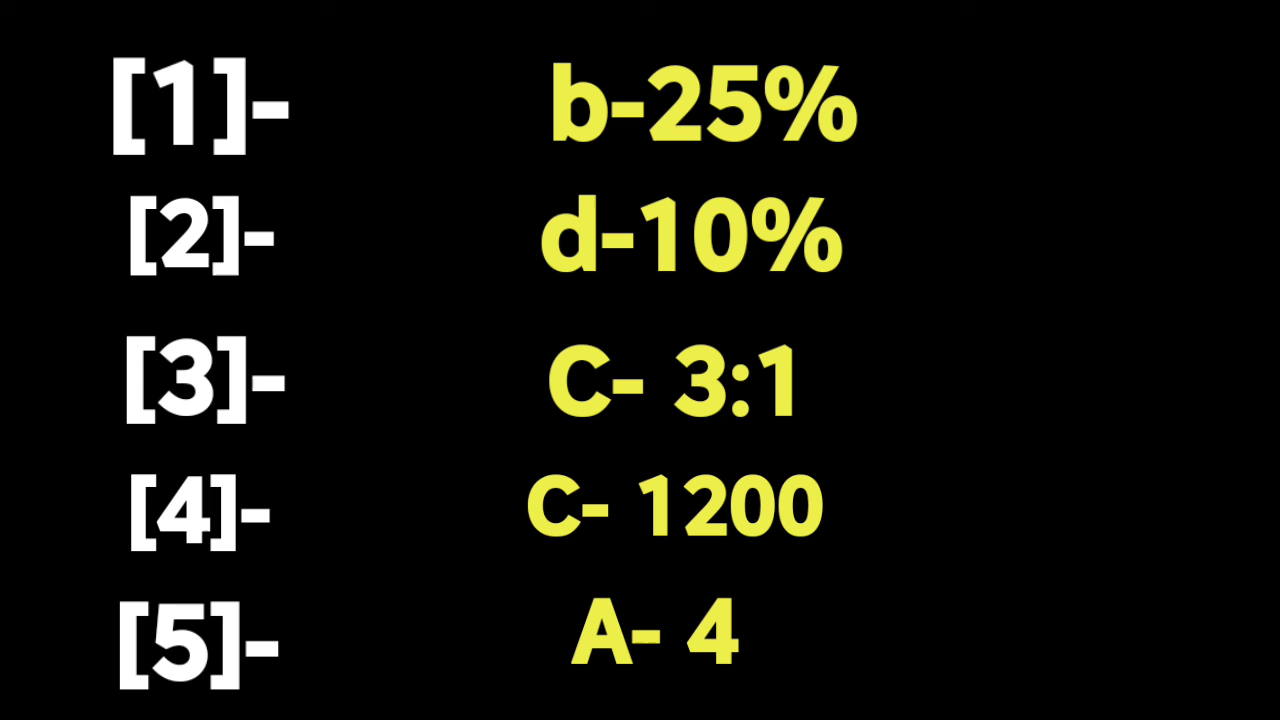 [1]- b-25%
[2]- d-10%
[3]- C- 3:1
[4]- C- 1200
[5]- A- 4